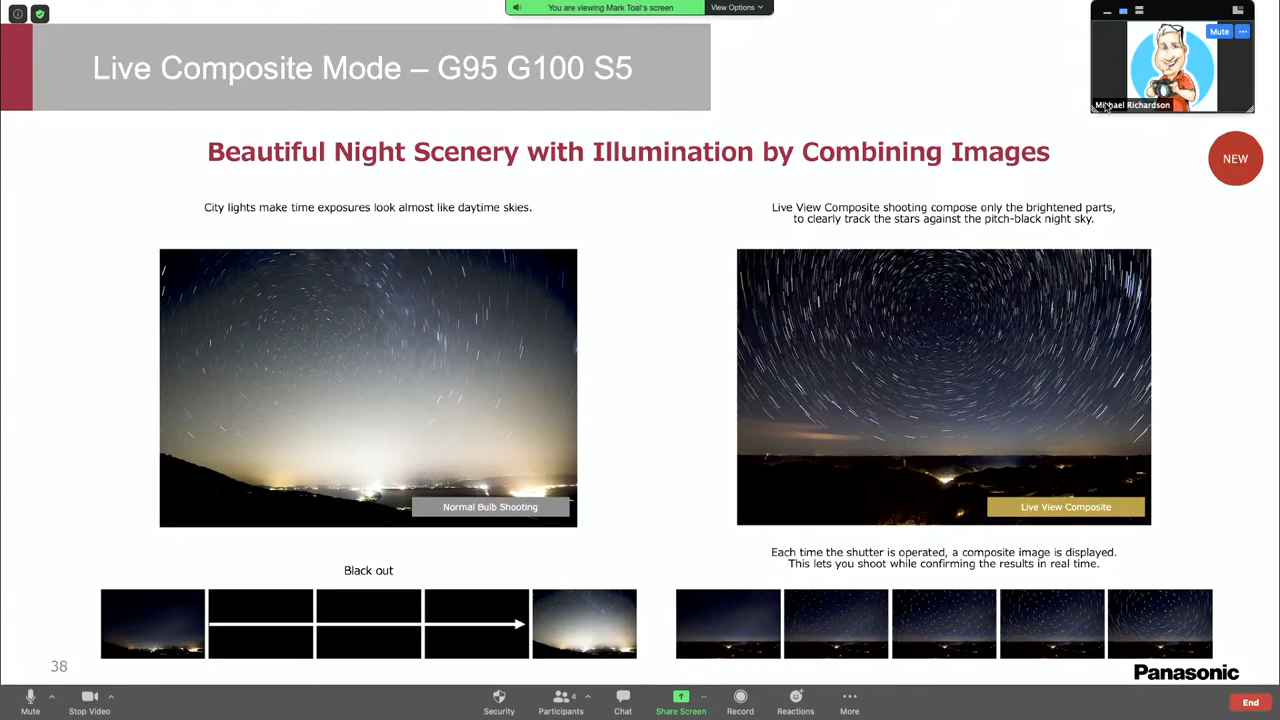 You are viewing Mark Toal's screen
View Options
Mute
Michael Richardson
Live Composite Mode – G95 G100 S5
Beautiful Night Scenery with Illumination by Combining Images
NEW
City lights make time exposures look almost like daytime skies.
Live View Composite shooting compose only the brightened parts,
to clearly track the stars against the pitch-black night sky.
Normal Bulb Shooting
Live View Composite
Black out
Each time the shutter is operated, a composite image is displayed.
This lets you shoot while confirming the results in real time.
38
Panasonic
Mute
Stop Video
Security
Participants
4
Chat
Share Screen
Record
Reactions
More
End